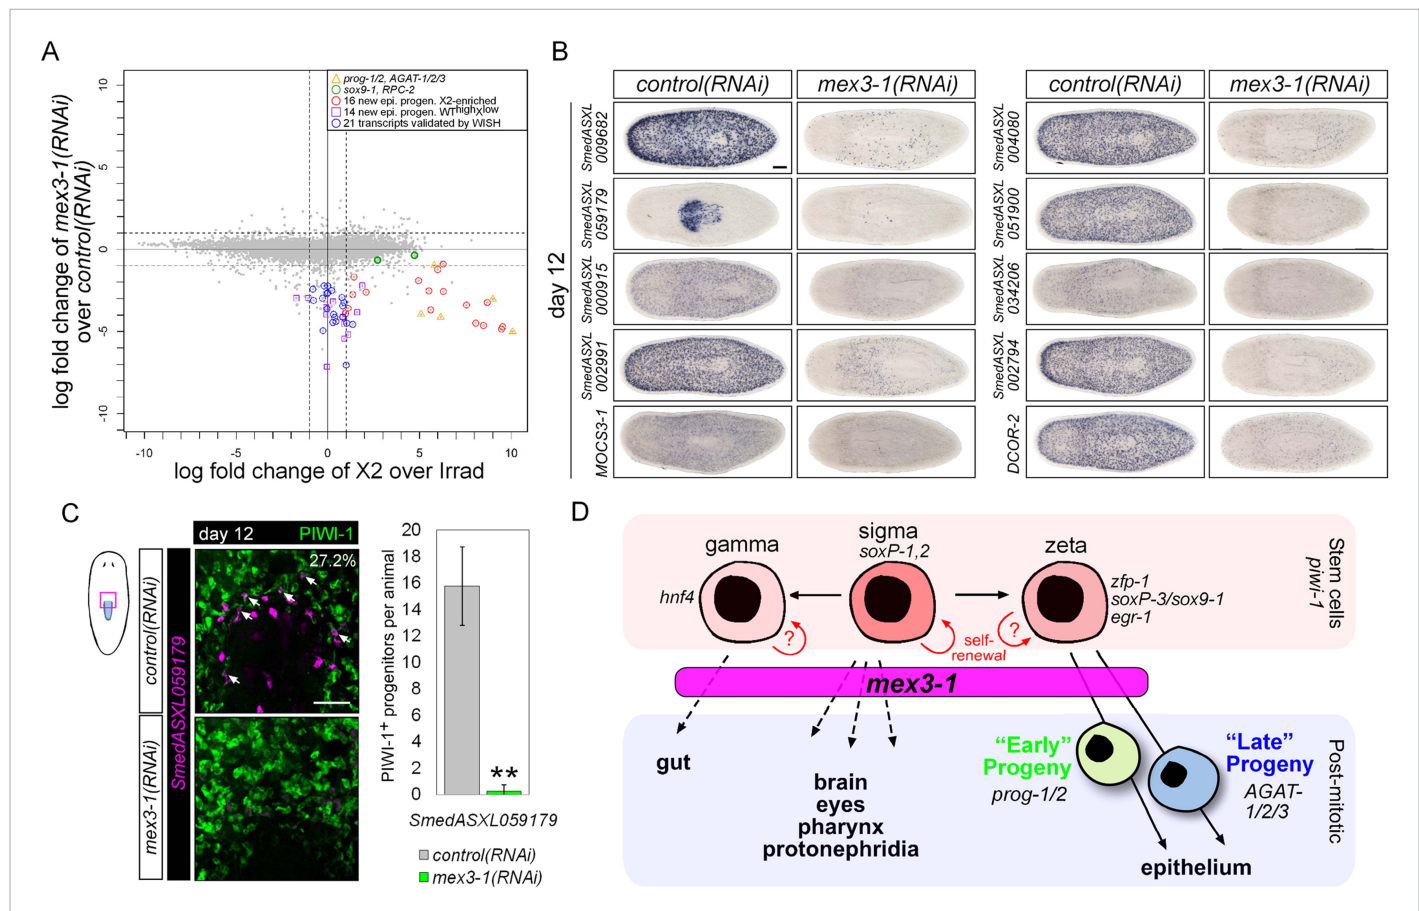 A
log fold change of mex3-1(RNAi)
over control(RNAi)
10
5
0
-5
-10
prog-1/2, AGAT-1/2/3
sox9-1, RPC-2
16 new epi. progen. X2-enriched
14 new epi. progen. WThighXlow
21 transcripts validated by WISH
-10
-5
0
5
10
log fold change of X2 over Irrad
B
day 12
control(RNAi)
mex3-1(RNAi)
control(RNAi)
mex3-1(RNAi)
SmedASXL
009682
SmedASXL
004080
SmedASXL
059179
SmedASXL
051900
SmedASXL
000915
SmedASXL
034206
SmedASXL
002991
SmedASXL
002794
MOCS3-1
DCOR-2
C
day 12
PIWI-1
27.2%
control(RNAi)
mex3-1(RNAi)
SmedASXL059179
PIWI-1+ progenitors per animal
20
18
16
14
12
10
8
6
4
2
0
**
SmedASXL059179
control(RNAi)
mex3-1(RNAi)
D
gamma
sigma
soxP-1,2
zeta
hnf4
zfp-1
soxP-3/sox9-1
egr-1
?
self-
renewal
?
Stem cells
piwi-1
mex3-1
gut
brain
eyes
pharynx
protonephridia
“Early”
Progeny
prog-1/2
“Late”
Progeny
AGAT-
1/2/3
epithelium
Post-mitotic